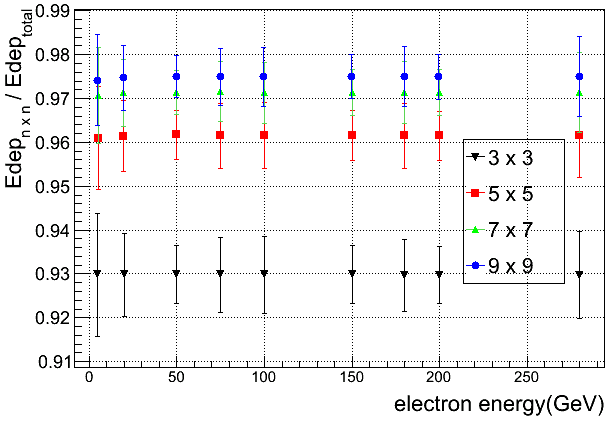 0.99
0.98
0.97
0.96
0.95
0.94
0.93
0.92
0.91
Edep n x n / Edep total
3 x 3
5 x 5
7 x 7
9 x 9
0 50 100 150 200 250
electron energy(GeV)